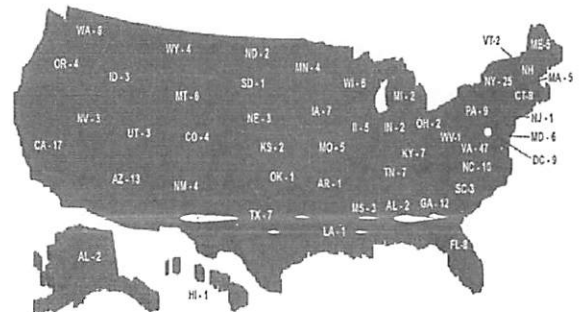 WA - 8
VT-2
ME-5
WY - 4
ND - 2
OR - 4
MN - 4
NH
ID - 3
SD - 1
WI - 6
NY - 25
MA - 5
MT - 6
MI - 2
CT-8
IA - 7
PA - 9
NV - 3
NE - 3
OH - 2
NJ - 1
UT - 3
CO - 4
IL - 5
IN - 2
WV-1
MD - 6
CA - 17
KS - 2
MO - 5
KY - 7
VA - 47
DC - 9
AZ - 13
NM - 4
OK - 1
TN - 7
NC - 10
AR - 1
SC-3
TX - 7
MS - 3
AL - 2
GA - 12
LA - 1
FL-8
AL - 2
HI - 1